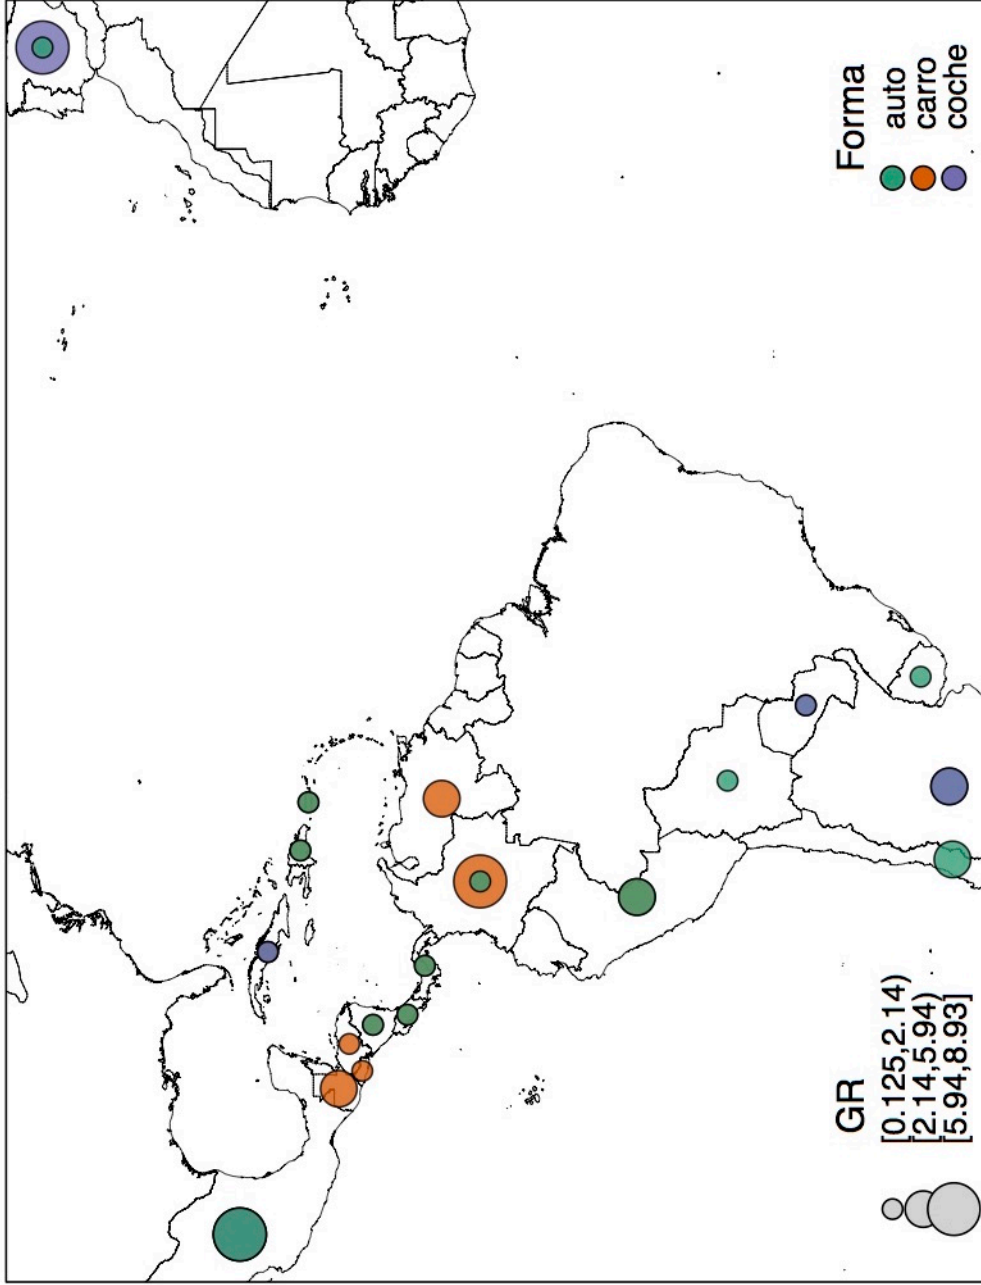 GR
[0.125,2.14)
[2.14,5.94)
[5.94,8.93]
Forma
auto
carro
coche